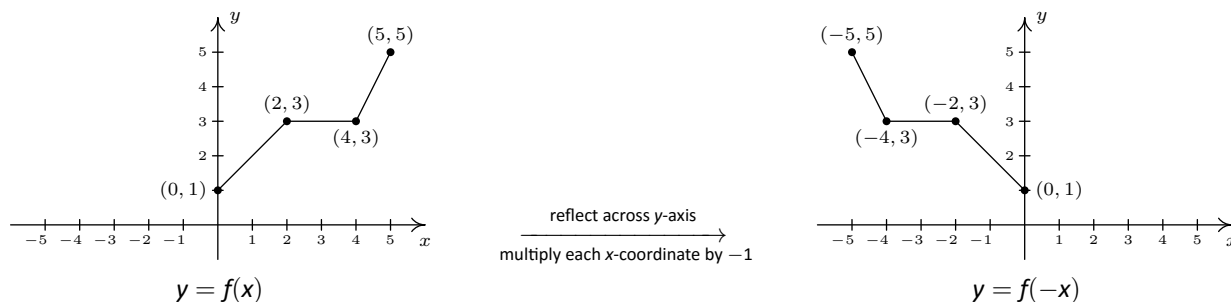 y
(5, 5)
5
4
(2, 3)
3
(4, 3)
2
(0, 1)
−5 −4 −3 −2 −1 1 2 3 4 5
x
y = f(x)
reflect across y-axis
multiply each x-coordinate by −1
y
(−5, 5)
5
4
(−2, 3)
3
(−4, 3)
2
(0, 1)
−5 −4 −3 −2 −1 1 2 3 4 5
x
y = f(−x)